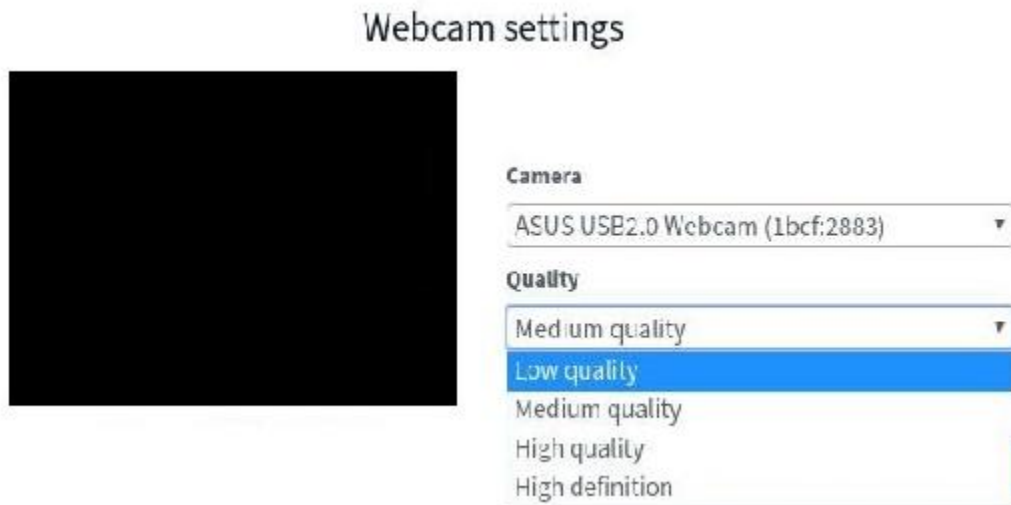 Webcam settings
Camera
ASUS USB2.0 Webcam (1bcf:2883)
Quality
Medium quality
Low quality
Medium quality
High quality
High definition